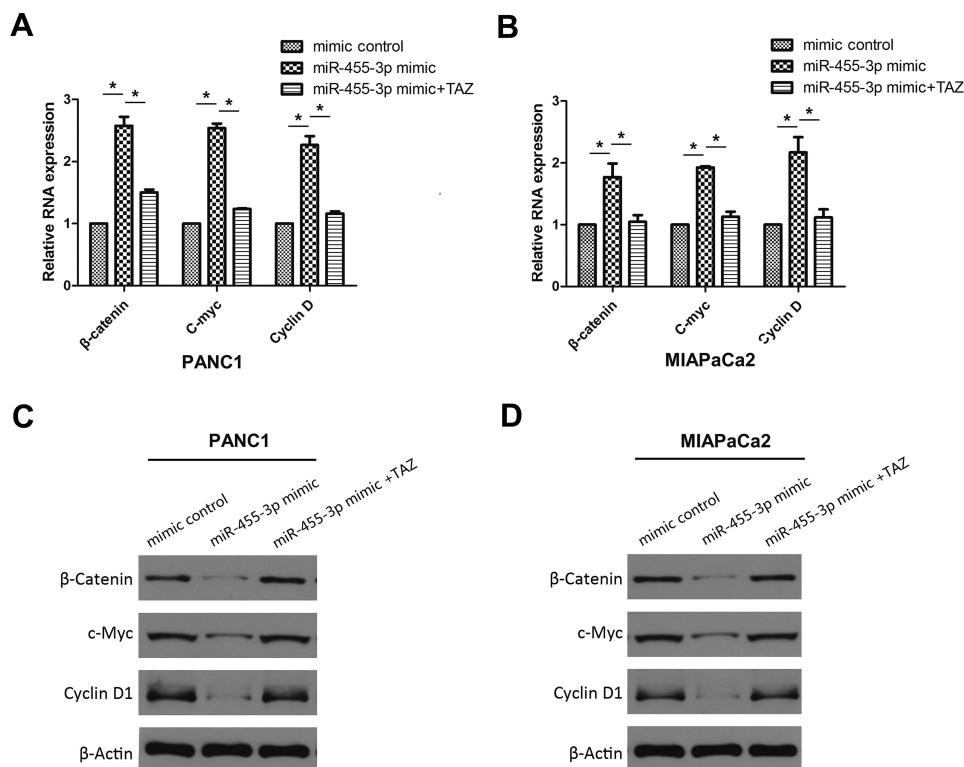 A
mimic control
miR-455-3p mimic
miR-455-3p mimic+TAZ
Relative RNA expression
3
2
1
0
* * * * * *
β-catenin
C-myc
Cyclin D
PANC1
B
mimic control
miR-455-3p mimic
miR-455-3p mimic+TAZ
Relative RNA expression
3
2
1
0
* * * * * *
β-catenin
C-myc
Cyclin D
MIAPaCa2
C
PANC1
mimic control
miR-455-3p mimic
miR-455-3p mimic +TAZ
β-Catenin
c-Myc
Cyclin D1
β-Actin
D
MIAPaCa2
mimic control
miR-455-3p mimic
miR-455-3p mimic +TAZ
β-Catenin
c-Myc
Cyclin D1
β-Actin